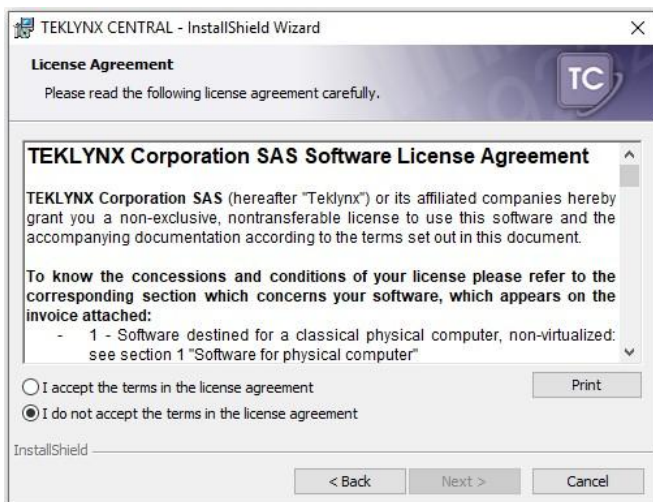 TEKLYNX CENTRAL - InstallShield Wizard
License Agreement
Please read the following license agreement carefully.
TC
TEKLYNX Corporation SAS Software License Agreement
TEKLYNX Corporation SAS (hereafter "Teklynx") or its affiliated companies hereby
grant you a non-exclusive, nontransferable license to use this software and the
accompanying documentation according to the terms set out in this document.
To know the concessions and conditions of your license please refer to the
corresponding section which concerns your software, which appears on the
invoice attached:
- 1 - Software destined for a classical physical computer, non-virtualized:
see section 1 "Software for physical computer"
I accept the terms in the license agreement
Print
I do not accept the terms in the license agreement
InstallShield
< Back
Next >
Cancel